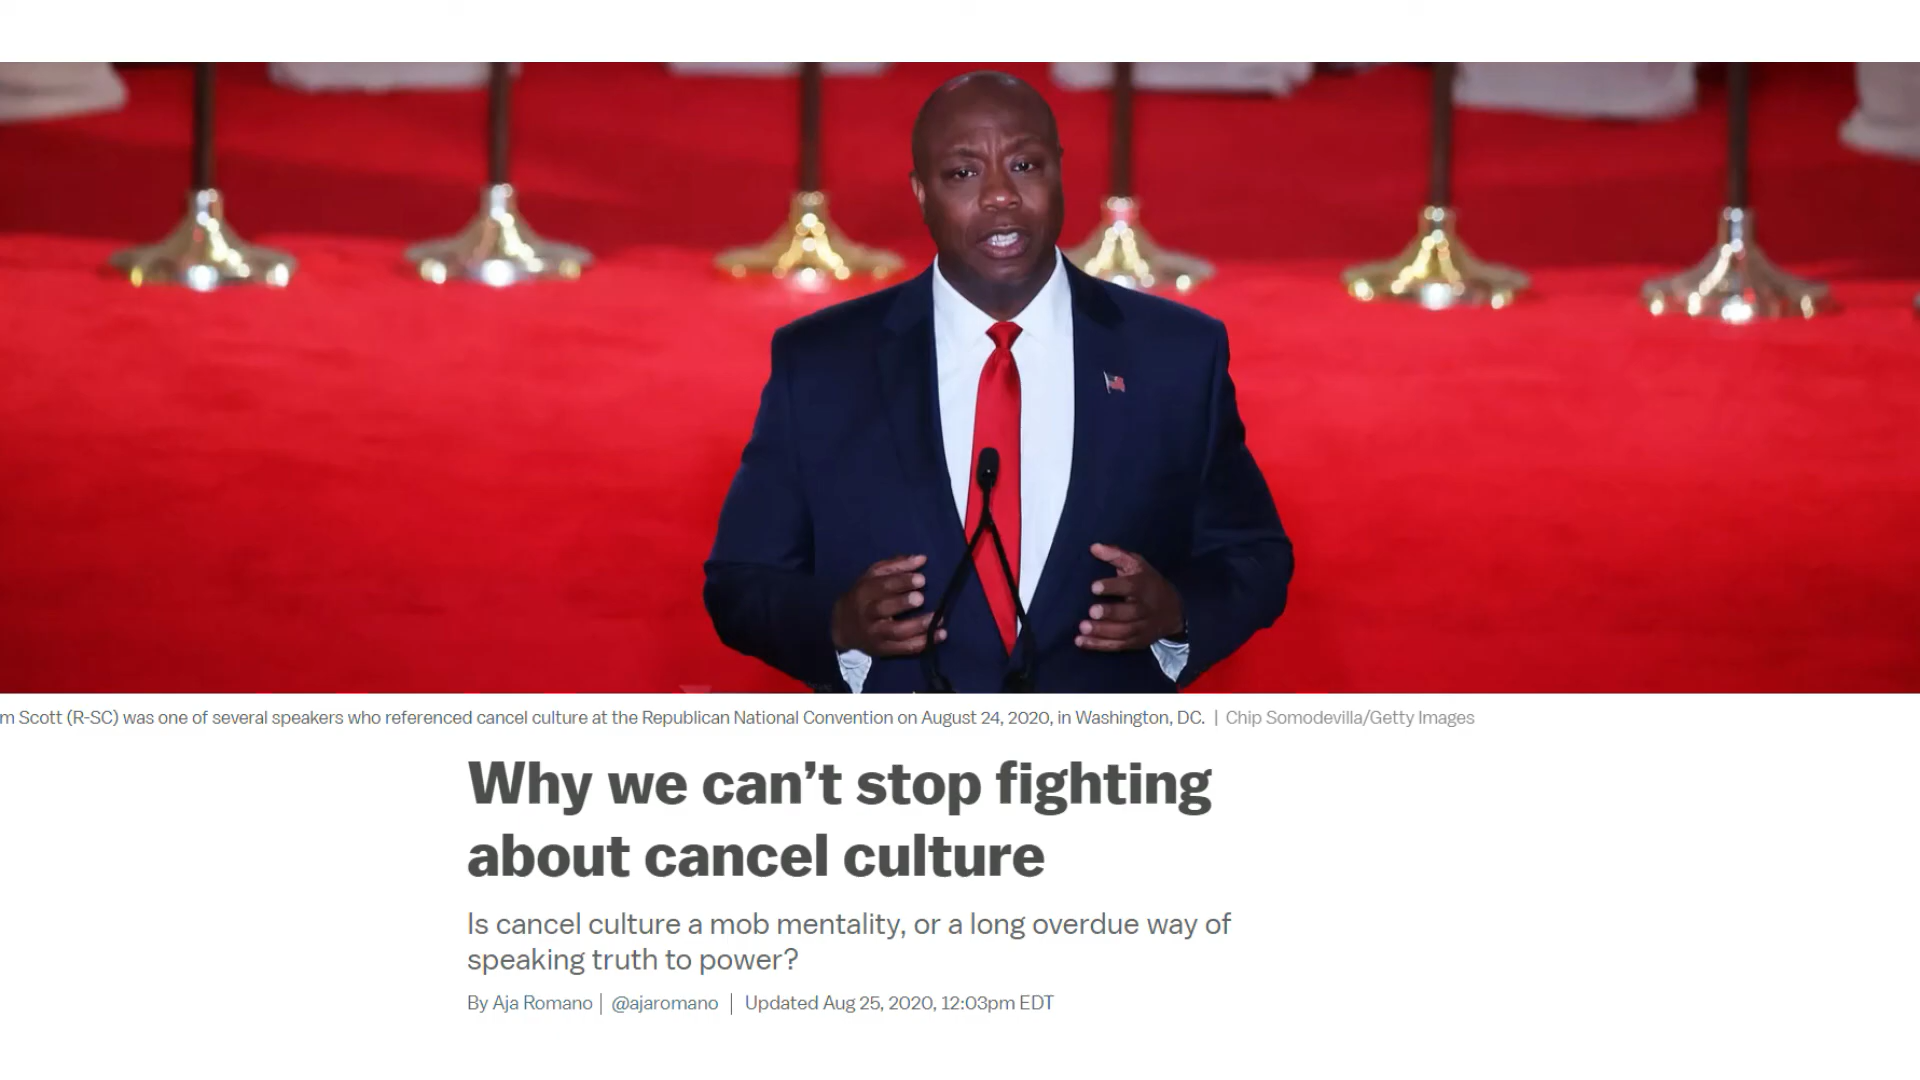 m Scott (R-SC) was one of several speakers who referenced cancel culture at the Republican National Convention on August 24, 2020, in Washington, DC. | Chip Somodevilla/Getty Images
Why we can’t stop fighting
about cancel culture
Is cancel culture a mob mentality, or a long overdue way of
speaking truth to power?
By Aja Romano | @ajaromano | Updated Aug 25, 2020, 12:03pm EDT